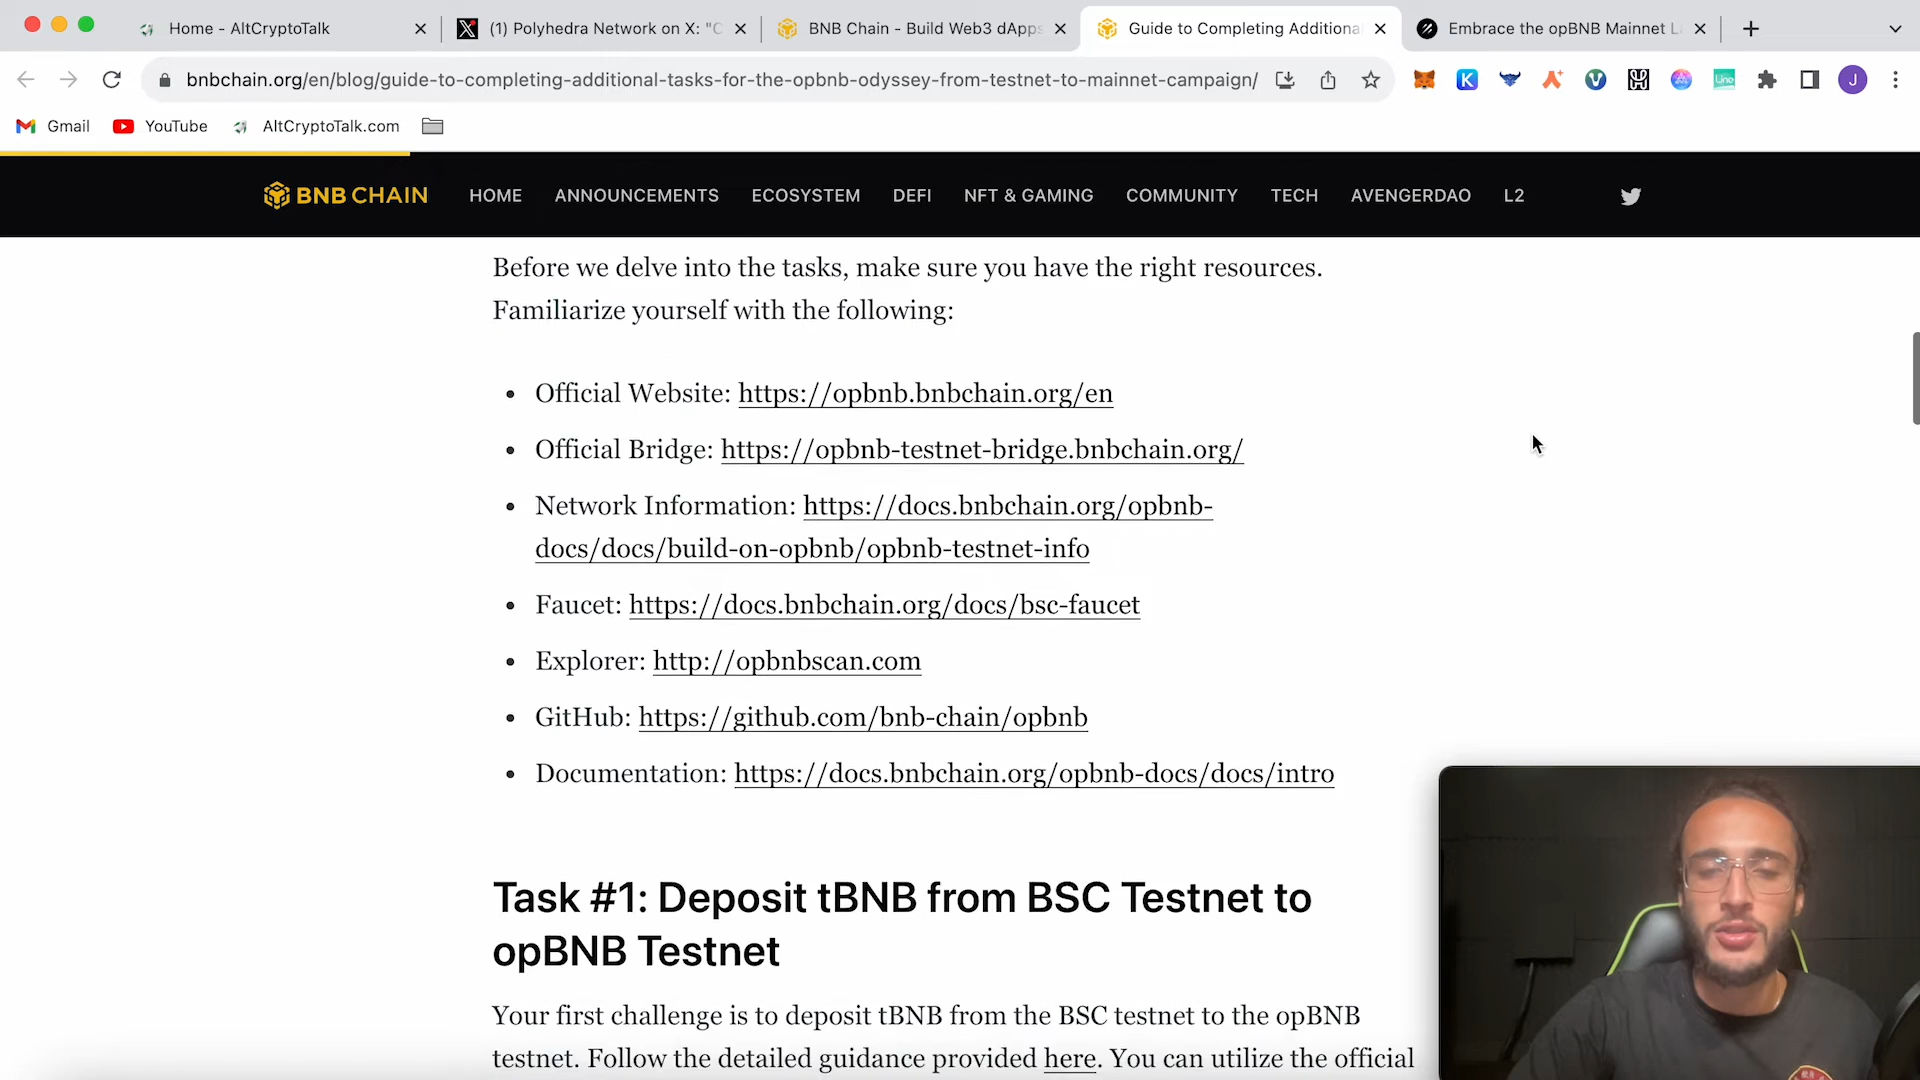 Home - AltCryptoTalk
(1) Polyhedra Network on X: "C
BNB Chain - Build Web3 dApps
Guide to Completing Additiona
Embrace the opBNB Mainnet L
bnbchain.org/en/blog/guide-to-completing-additional-tasks-for-the-opbnb-odyssey-from-testnet-to-mainnet-campaign/
J
Gmail
YouTube
AltCryptoTalk.com
BNB CHAIN
HOME
ANNOUNCEMENTS
ECOSYSTEM
DEFI
NFT & GAMING
COMMUNITY
TECH
AVENGERDAO
L2
Before we delve into the tasks, make sure you have the right resources.
Familiarize yourself with the following:
• Official Website: https://opbnb.bnbchain.org/en
• Official Bridge: https://opbnb-testnet-bridge.bnbchain.org/
• Network Information: https://docs.bnbchain.org/opbnb-
docs/docs/build-on-opbnb/opbnb-testnet-info
• Faucet: https://docs.bnbchain.org/docs/bsc-faucet
• Explorer: http://opbnbscan.com
• GitHub: https://github.com/bnb-chain/opbnb
• Documentation: https://docs.bnbchain.org/opbnb-docs/docs/intro
Task #1: Deposit tBNB from BSC Testnet to
opBNB Testnet
Your first challenge is to deposit tBNB from the BSC testnet to the opBNB
testnet. Follow the detailed guidance provided here. You can utilize the official